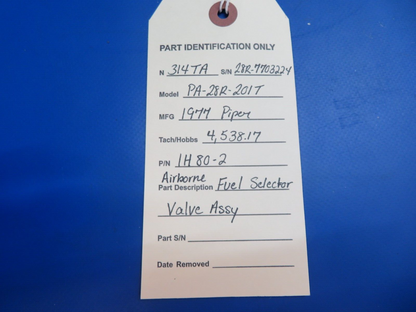 PART IDENTIFICATION ONLY
N 314TA S/N 28R-7703224
Model PA-28R-201T
MFG 1977 Piper
Tach/Hobbs 4,538.17
P/N 1H80-2
Airborne
Part Description Fuel Selector
Valve Assy
Part S/N
Date Removed